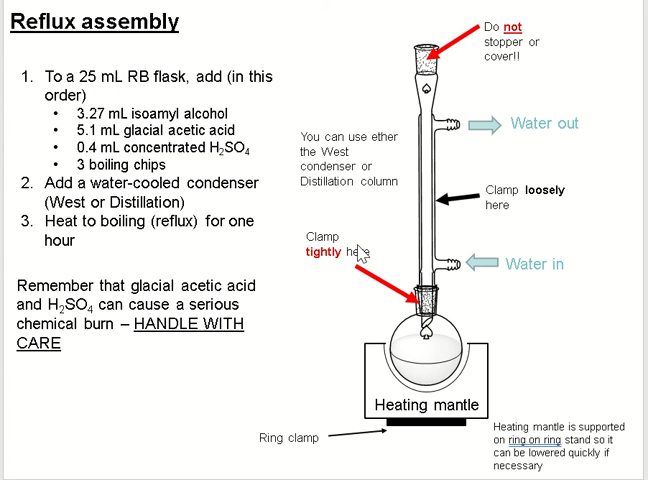 Reflux assembly
1. To a 25 mL RB flask, add (in this
order)
• 3.27 mL isoamyl alcohol
• 5.1 mL glacial acetic acid
• 0.4 mL concentrated H₂SO₄
• 3 boiling chips
2. Add a water-cooled condenser
(West or Distillation)
3. Heat to boiling (reflux) for one
hour
Remember that glacial acetic acid
and H₂SO₄ can cause a serious
chemical burn – HANDLE WITH
CARE
Do not
stopper or
cover!!
Water out
You can use ether
the West
condenser or
Distillation column
Clamp loosely
here
Clamp
tightly here
Water in
Heating mantle
Ring clamp
Heating mantle is supported
on ring on ring stand so it
can be lowered quickly if
necessary